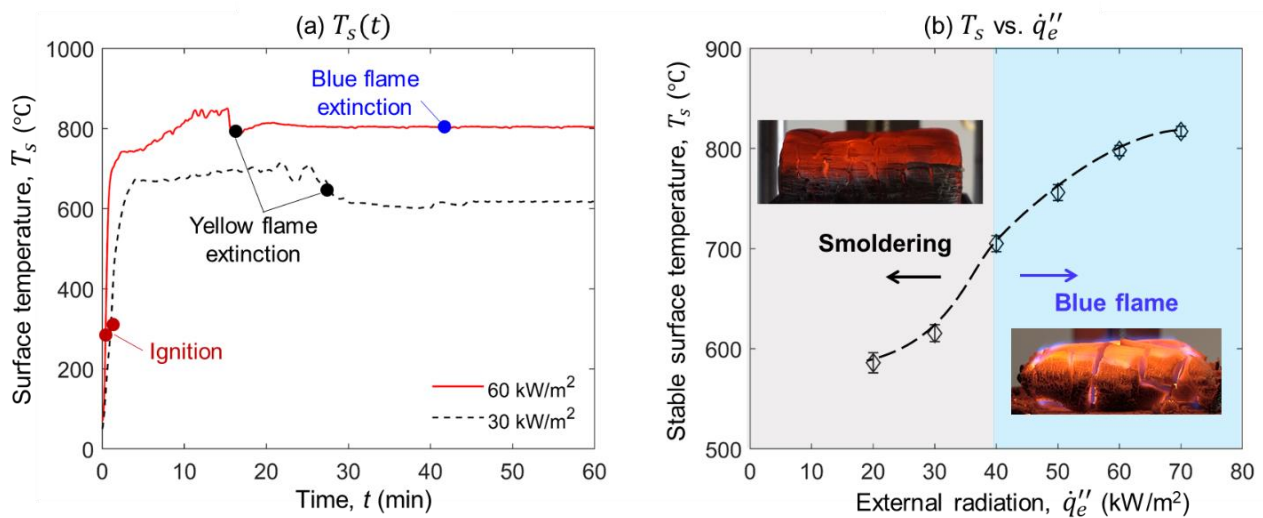 (a) Tₛ(t)
Surface temperature, Tₛ (℃)
1000
800
600
400
200
0
Blue flame
extinction
Yellow flame
extinction
Ignition
60 kW/m²
30 kW/m²
0 10 20 30 40 50 60
Time, t (min)
(b) Tₛ vs. q̇ₑ″
Stable surface temperature, Tₛ (℃)
900
800
700
600
500
Smoldering
Blue flame
0 10 20 30 40 50 60 70 80
External radiation, q̇ₑ″ (kW/m²)